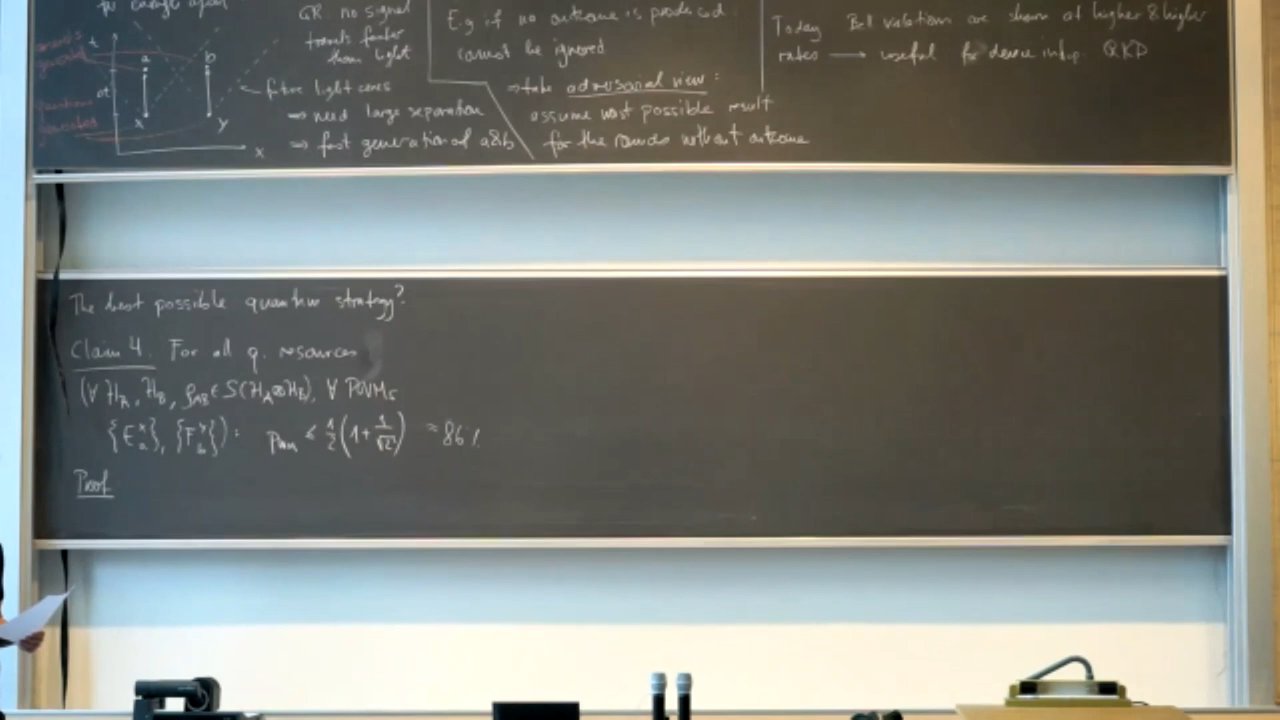 to
QR. no signal
travels faster
than light
future light cones
⇒ need large separation
⇒ fast generation of a&b
t
a
b
x
y
x
E.g. if no outcome is produced
cannot be ignored
⇒ take adversarial view:
assume worst possible result
for the rounds without outcome
Today Bell violations are shown at higher & higher
rates → useful for device indep. QKD
The best possible quantum strategy?
Claim 4. For all q. resources
(∀ H_A, H_B, ρ_AB ∈ S(H_A⊗H_B), ∀ POVMs
{E_a^x}, {F_b^y}): p_win ≤ 1/2(1+1/√2) ≈ 86%
Proof